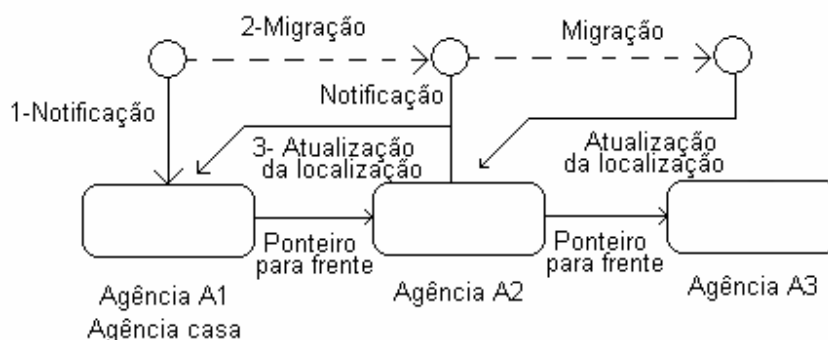 2-Migração
Migração
1-Notificação
Notificação
3- Atualização
da localização
Atualização
da localização
Ponteiro
para frente
Ponteiro
para frente
Agência A1
Agência casa
Agência A2
Agência A3